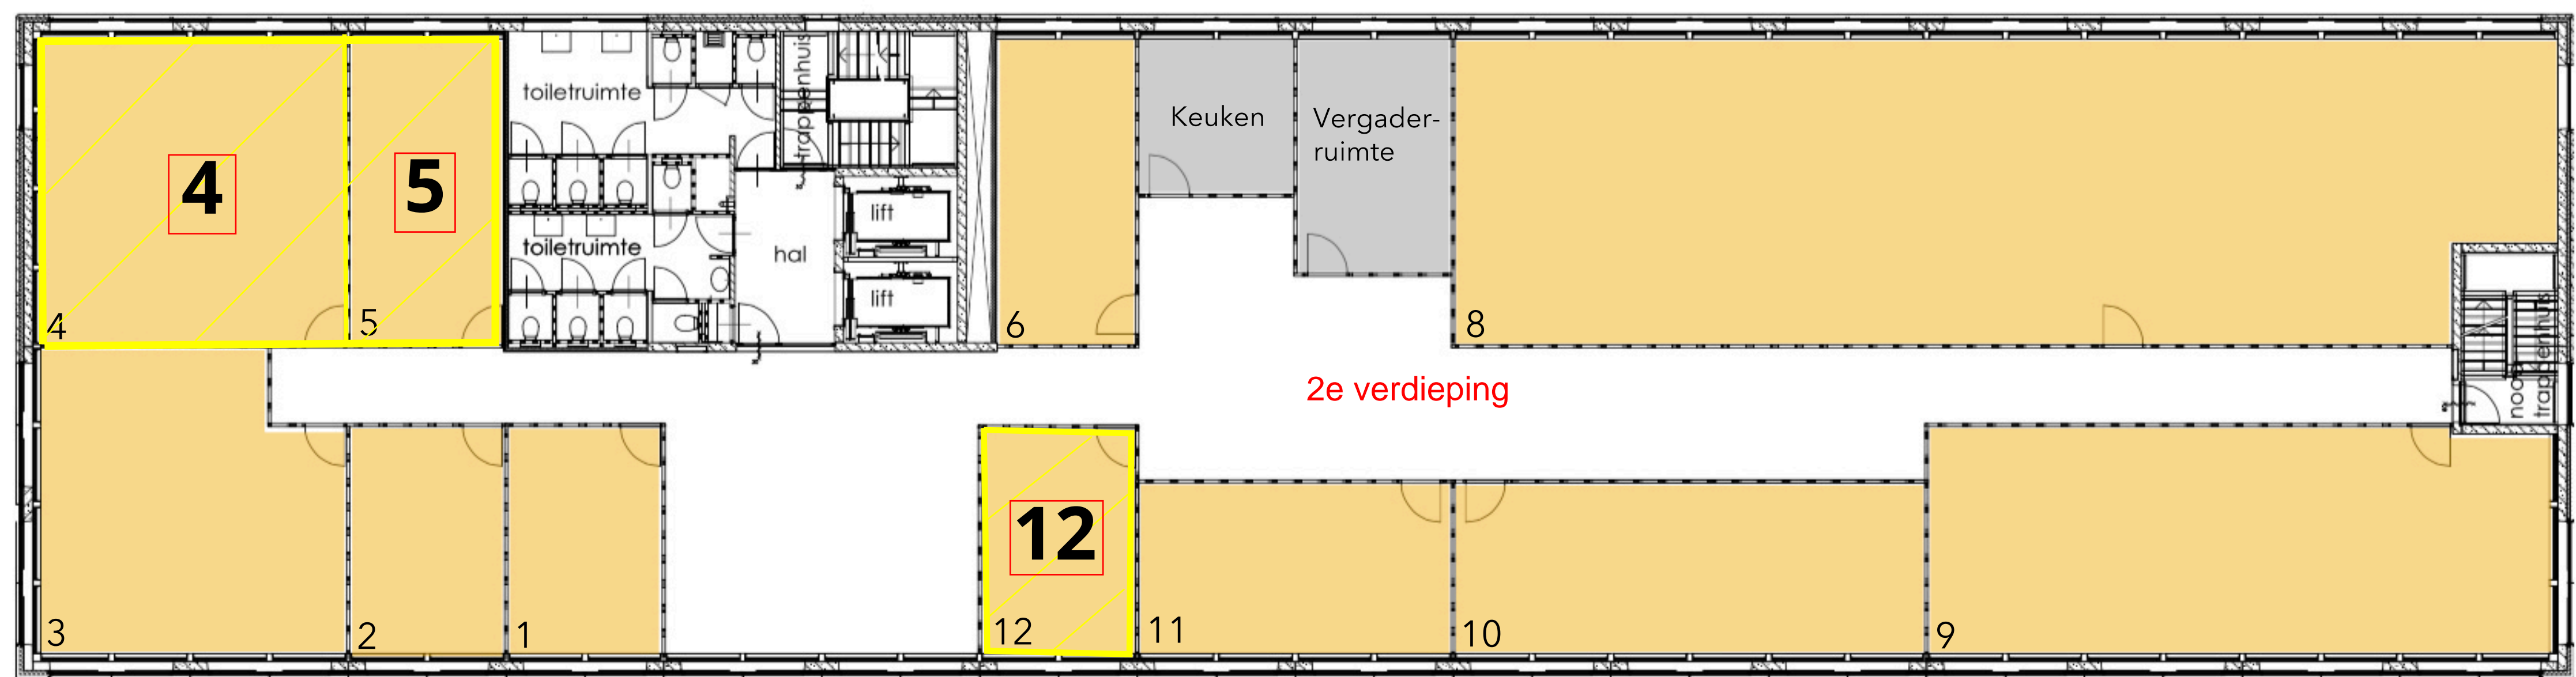 toiletruimte
trappenhuis
Keuken
Vergader-
ruimte
4
5
lift
toiletruimte
hal
lift
4
5
6
8
2e verdieping
nood
trappenhuis
12
3
2
1
12
11
10
9